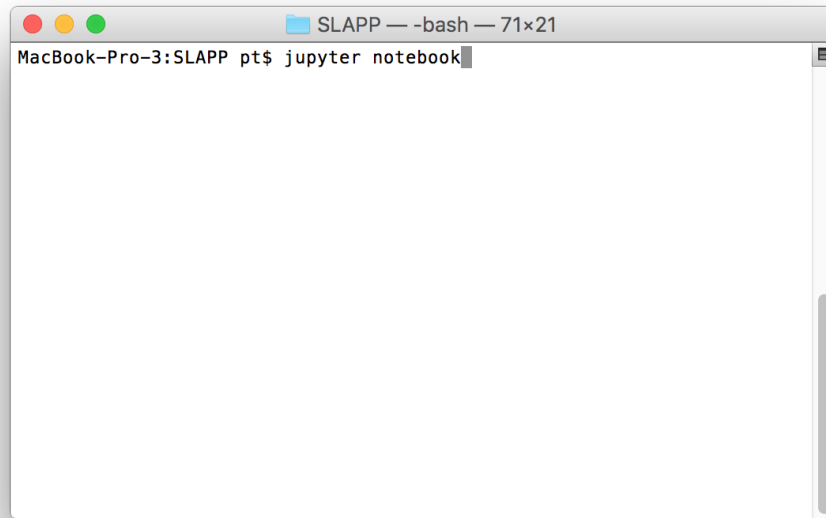 SLAPP — -bash — 71×21
MacBook-Pro-3:SLAPP pt$ jupyter notebook